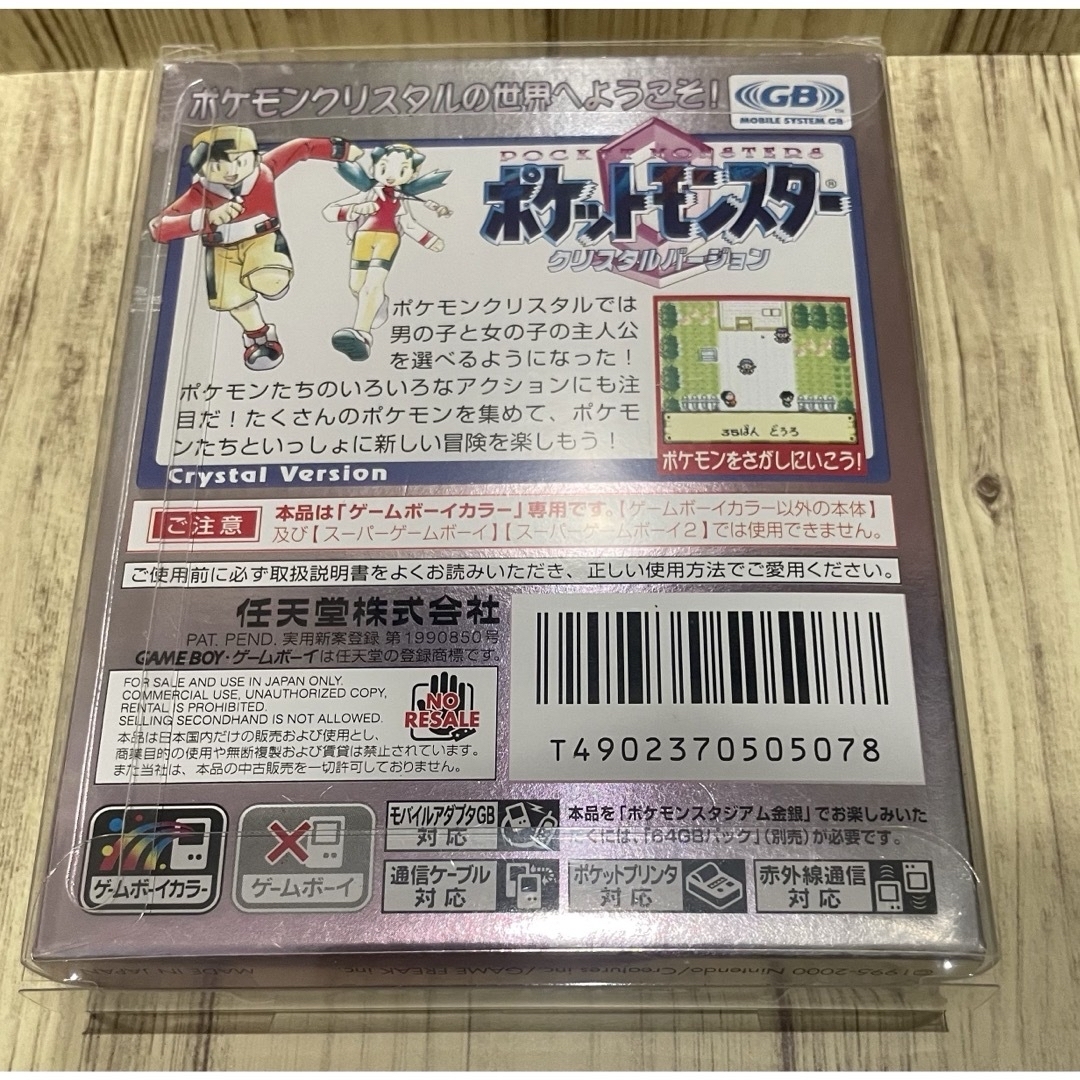 ポケモンクリスタルの世界へようこそ!
GB
MOBILE SYSTEM GB
POCKET MONSTERS
ポケットモンスター®
クリスタルバージョン
ポケモンクリスタルでは
男の子と女の子の主人公
を選べるようになった!
ポケモンたちのいろいろなアクションにも注
目だ!たくさんのポケモンを集めて、ポケモ
ンたちといっしょに新しい冒険を楽しもう!
35ばん どうろ
ポケモンをさがしにいこう!
Crystal Version
ご注意
本品は「ゲームボーイカラー」専用です。【ゲームボーイカラー以外の本体】
及び【スーパーゲームボーイ】【スーパーゲームボーイ2】では使用できません。
ご使用前に必ず取扱説明書をよくお読みいただき、正しい使用方法でご愛用ください。
任天堂株式会社
PAT. PEND. 実用新案登録 第1990850号
GAME BOY・ゲームボーイは任天堂の登録商標です。
FOR SALE AND USE IN JAPAN ONLY.
COMMERCIAL USE, UNAUTHORIZED COPY,
RENTAL IS PROHIBITED.
SELLING SECONDHAND IS NOT ALLOWED.
本品は日本国内だけの販売および使用とし、
商業目的の使用や無断複製および賃貸は禁止されています。
また当社は、本品の中古販売を一切許可しておりません。
NO
RESALE
T4902370505078
ゲームボーイカラー
ゲームボーイ
モバイルアダプタGB
対応
本品を「ポケモンスタジアム金銀」でお楽しみいた
だくには、「64GBパック」(別売)が必要です。
通信ケーブル
対応
ポケットプリンタ
対応
赤外線通信
対応
MADE IN JAPAN
©1995-2000 Nintendo/Creatures inc./GAME FREAK inc.